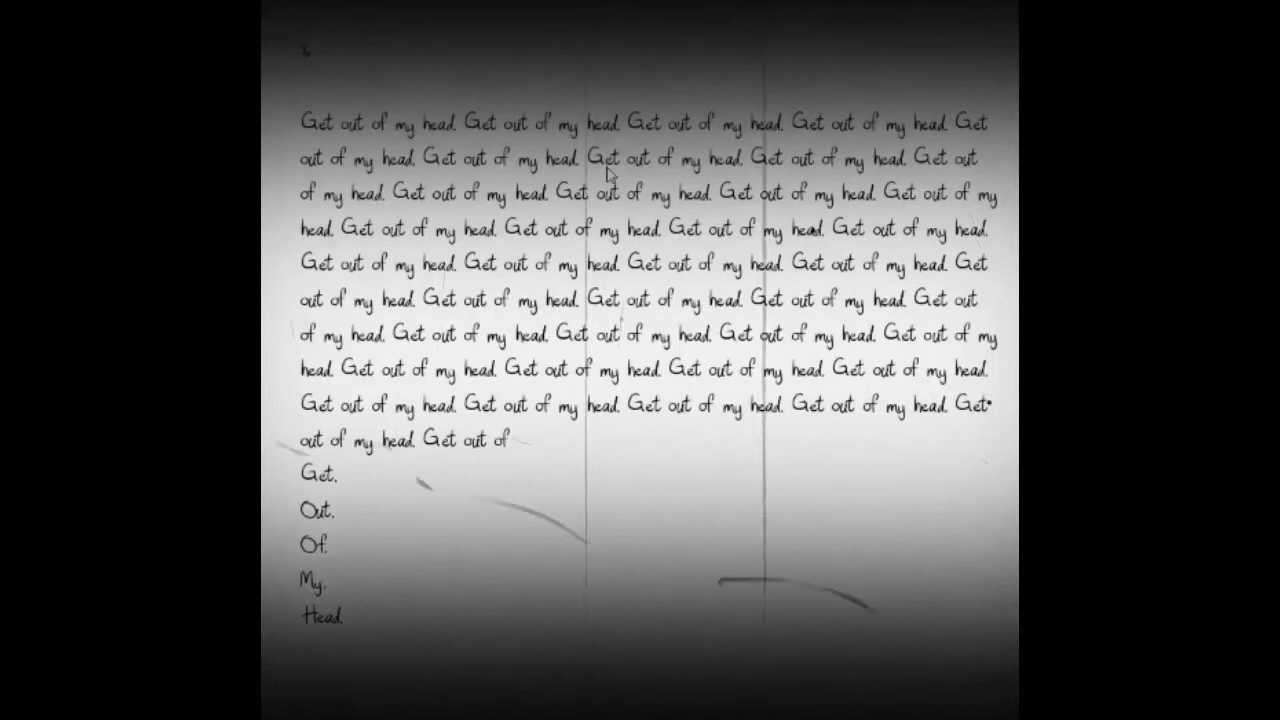 Get out of my head. Get out of my head. Get out of my head. Get out of my head. Get
out of my head. Get out of my head. Get out of my head. Get out of my head. Get out
of my head. Get out of my head. Get out of my head. Get out of my head. Get out of my
head. Get out of my head. Get out of my head. Get out of my head. Get out of my head.
Get out of my head. Get out of my head. Get out of my head. Get out of my head. Get
out of my head. Get out of my head. Get out of my head. Get out of my head. Get out
of my head. Get out of my head. Get out of my head. Get out of my head. Get out of my
head. Get out of my head. Get out of my head. Get out of my head. Get out of my head.
Get out of my head. Get out of my head. Get out of my head. Get out of my head. Get
out of my head. Get out of
Get.
Out.
Of.
My.
Head.